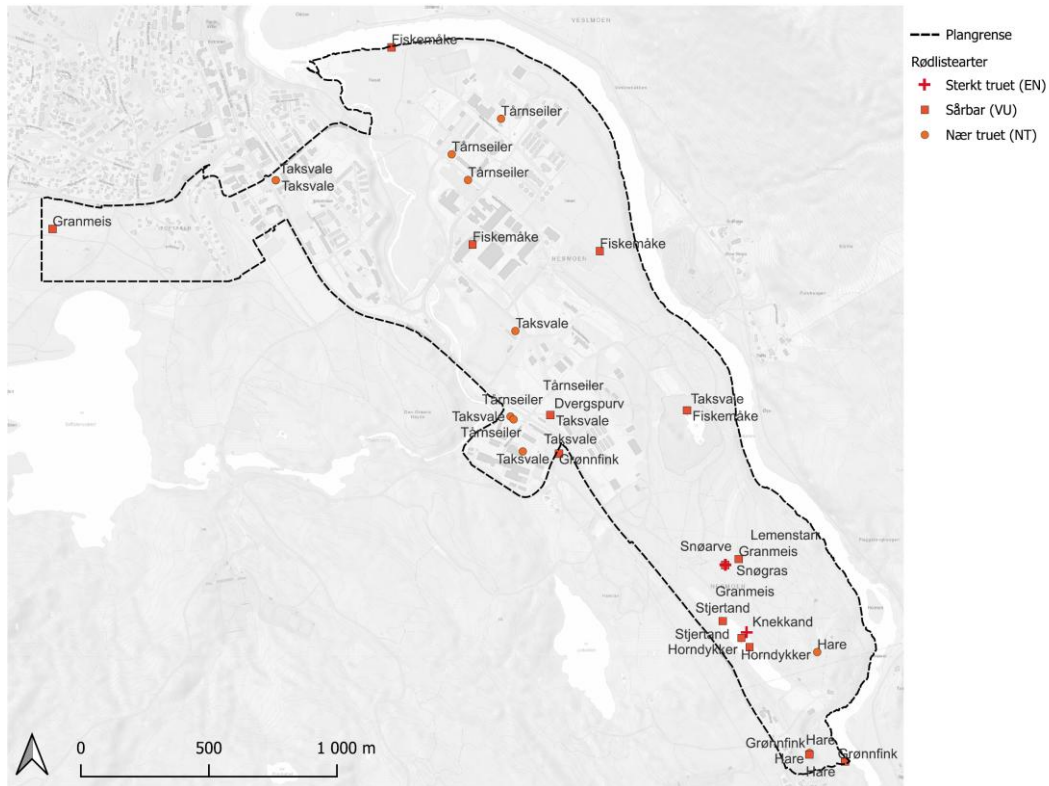 VESLMOEN
Fiskemåke
Plangrense
Rødlistearter
Sterkt truet (EN)
Sårbar (VU)
Nær truet (NT)
Tårnseiler
Tårnseiler
Tårnseiler
Taksvale
Taksvale
Granmeis
Fiskemåke
Fiskemåke
Taksvale
Tårnseiler
Tårnseiler
Dvergspurv
Taksvale
Taksvale
Fiskemåke
Taksvale
Tårnseiler
Taksvale
Taksvale
Grønnfink
Lemenstarr
Snøarve
Granmeis
Snøgras
Granmeis
Stjertand
Knekkand
Stjertand
Horndykker
Horndykker
Hare
Grønnfink
Hare
Hare
Grønnfink
Hare
0
500
1 000 m